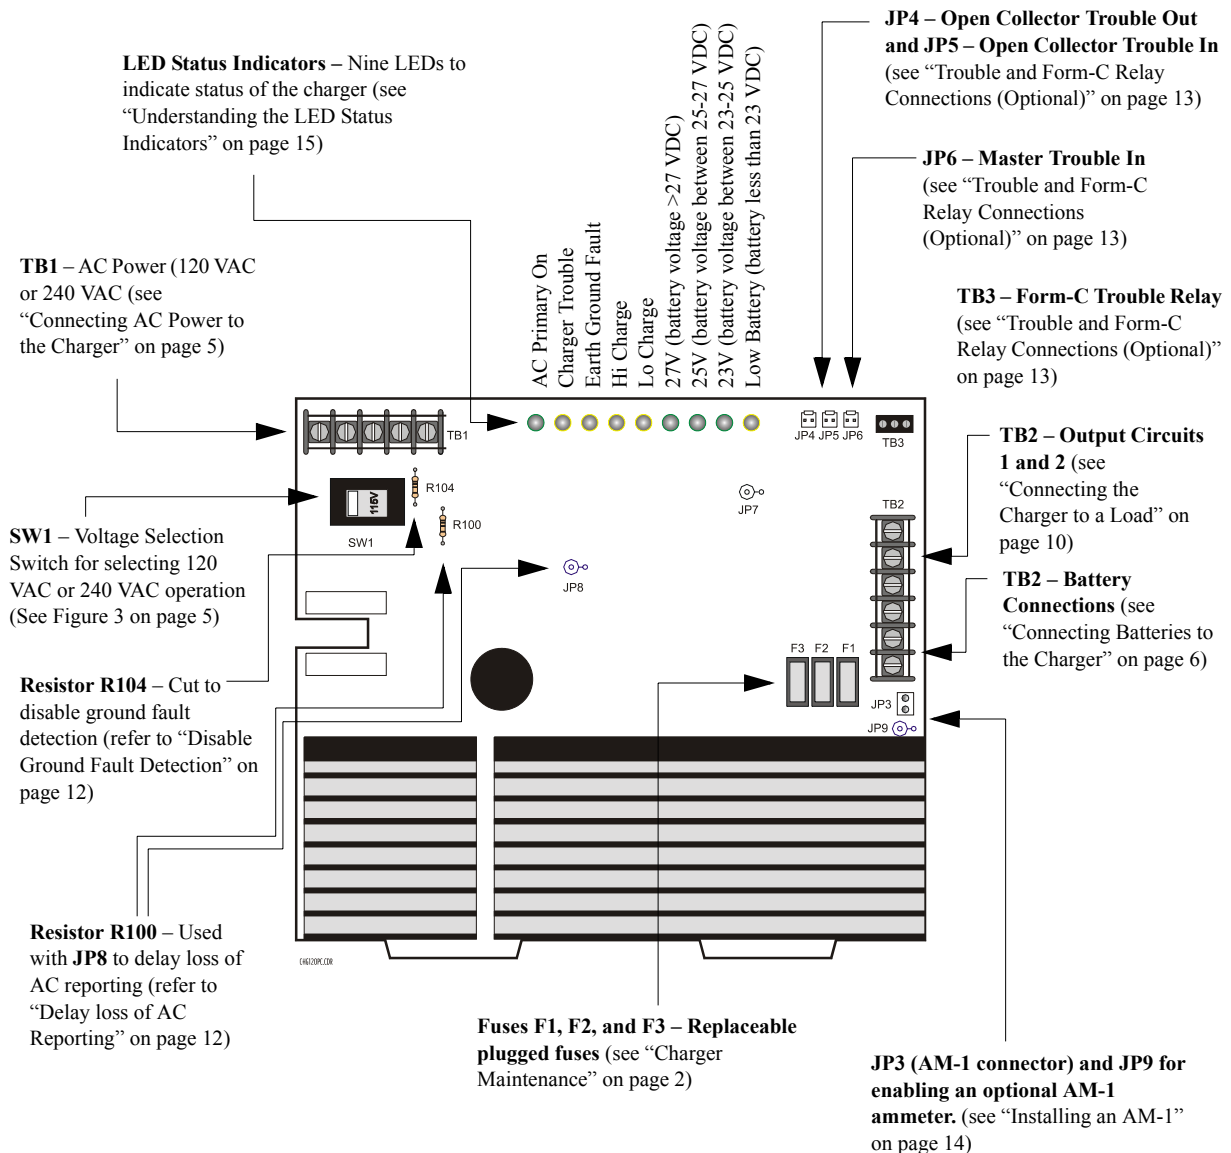 JP4 – Open Collector Trouble Out
and JP5 – Open Collector Trouble In
(see “Trouble and Form-C Relay
Connections (Optional)” on page 13)
LED Status Indicators – Nine LEDs to
indicate status of the charger (see
“Understanding the LED Status
Indicators” on page 15)
JP6 – Master Trouble In
(see “Trouble and Form-C
Relay Connections
(Optional)” on page 13)
TB1 – AC Power (120 VAC
or 240 VAC (see
“Connecting AC Power to
the Charger” on page 5)
AC Primary On
Charger Trouble
Earth Ground Fault
Hi Charge
Lo Charge
27V (battery voltage >27 VDC)
25V (battery voltage between 25-27 VDC)
23V (battery voltage between 23-25 VDC)
Low Battery (battery less than 23 VDC)
TB3 – Form-C Trouble Relay
(see “Trouble and Form-C
Relay Connections (Optional)”
on page 13)
TB1
JP4 JP5 JP6
TB3
TB2 – Output Circuits
1 and 2 (see
“Connecting the
Charger to a Load” on
page 10)
R104
115V
JP7
TB2
R100
SW1
SW1 – Voltage Selection
Switch for selecting 120
VAC or 240 VAC operation
(See Figure 3 on page 5)
JP8
TB2 – Battery
Connections (see
“Connecting Batteries to
the Charger” on page 6)
F3 F2 F1
Resistor R104 – Cut to
disable ground fault
detection (refer to “Disable
Ground Fault Detection” on
page 12)
JP3
JP9
Resistor R100 – Used
with JP8 to delay loss of
AC reporting (refer to
“Delay loss of AC
Reporting” on page 12)
CHG120PC.CDR
Fuses F1, F2, and F3 – Replaceable
plugged fuses (see “Charger
Maintenance” on page 2)
JP3 (AM-1 connector) and JP9 for
enabling an optional AM-1
ammeter. (see “Installing an AM-1”
on page 14)